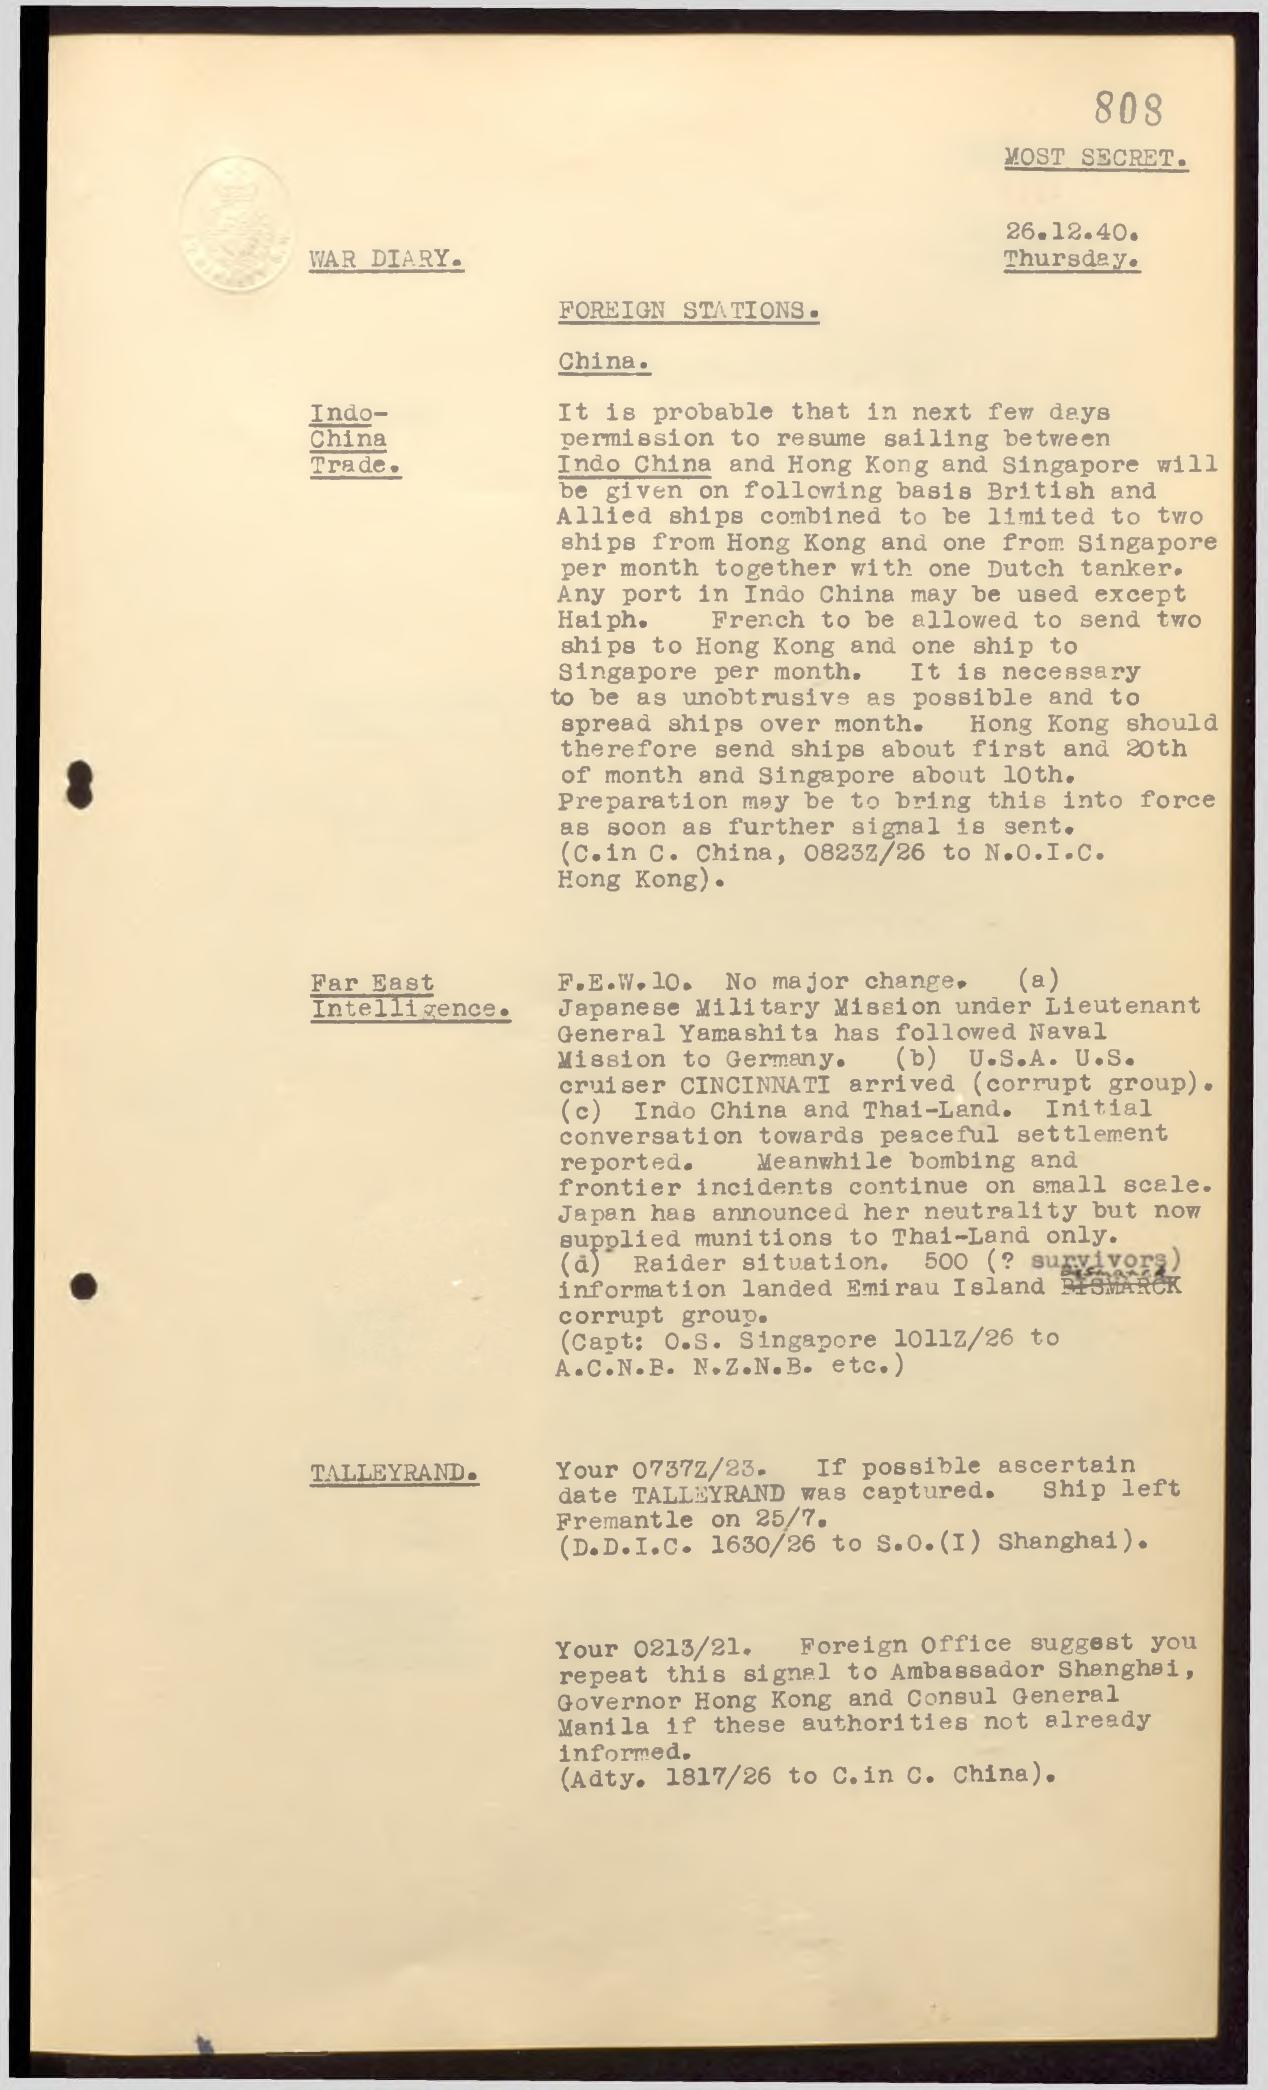 808
MOST SECRET.
26.12.40.
Thursday.
WAR DIARY.
FOREIGN STATIONS.
China.
Indo-
China
Trade.
It is probable that in next few days
permission to resume sailing between
Indo China and Hong Kong and Singapore will
be given on following basis British and
Allied ships combined to be limited to two
ships from Hong Kong and one from Singapore
per month together with one Dutch tanker.
Any port in Indo China may be used except
Haiph. French to be allowed to send two
ships to Hong Kong and one ship to
Singapore per month. It is necessary
to be as unobtrusive as possible and to
spread ships over month. Hong Kong should
therefore send ships about first and 20th
of month and Singapore about 10th.
Preparation may be to bring this into force
as soon as further signal is sent.
(C.in C. China, 0823Z/26 to N.O.I.C.
Hong Kong).
Far East
Intelligence.
F.E.W.10. No major change. (a)
Japanese Military Mission under Lieutenant
General Yamashita has followed Naval
Mission to Germany. (b) U.S.A. U.S.
cruiser CINCINNATI arrived (corrupt group).
(c) Indo China and Thai-Land. Initial
conversation towards peaceful settlement
reported. Meanwhile bombing and
frontier incidents continue on small scale.
Japan has announced her neutrality but now
supplied munitions to Thai-Land only.
(d) Raider situation. 500 (? survivors)
Bismarck
information landed Emirau Island BISMARCK
corrupt group.
(Capt: O.S. Singapore 1011Z/26 to
A.C.N.B. N.Z.N.B. etc.)
TALLEYRAND.
Your 0737Z/23. If possible ascertain
date TALLEYRAND was captured. Ship left
Fremantle on 25/7.
(D.D.I.C. 1630/26 to S.O.(I) Shanghai).
Your 0213/21. Foreign Office suggest you
repeat this signal to Ambassador Shanghai,
Governor Hong Kong and Consul General
Manila if these authorities not already
informed.
(Adty. 1817/26 to C.in C. China).